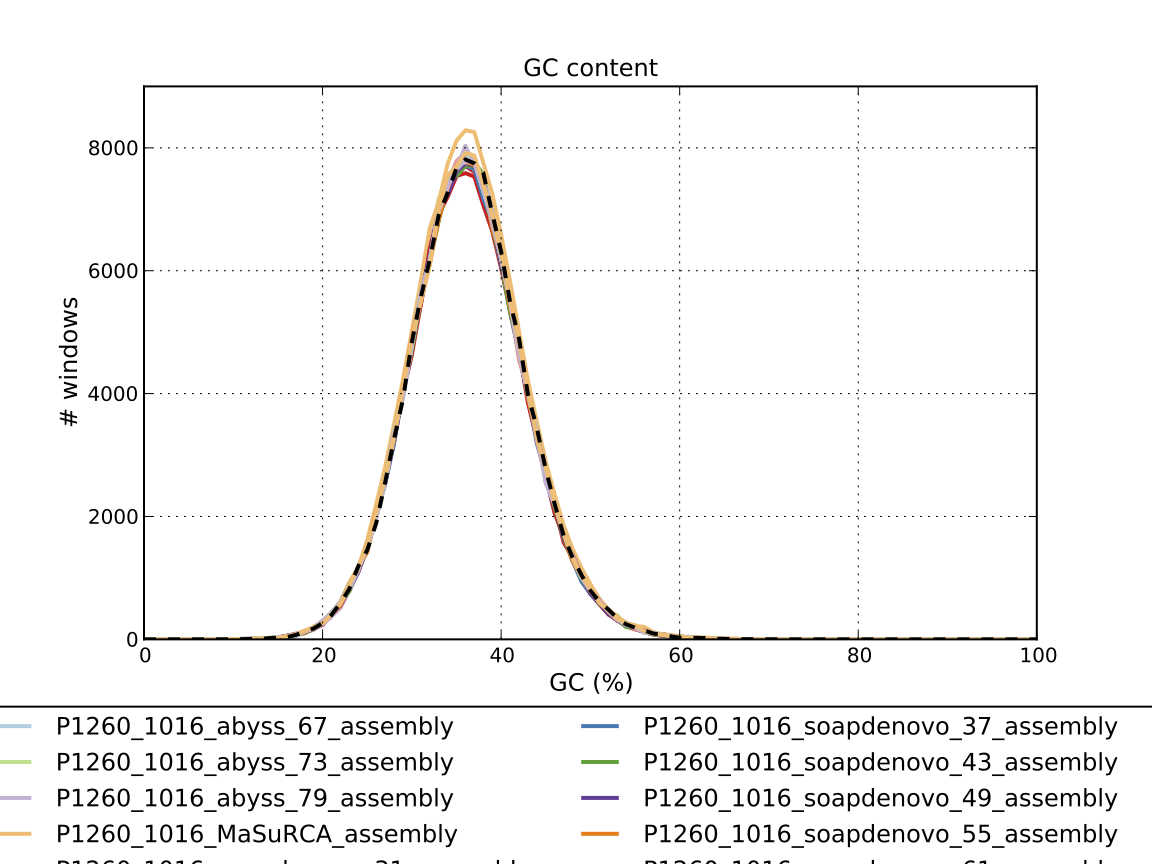 GC content
8000
6000
4000
2000
0
# windows
0 20 40 60 80 100
GC (%)
P1260_1016_abyss_67_assembly
P1260_1016_abyss_73_assembly
P1260_1016_abyss_79_assembly
P1260_1016_MaSuRCA_assembly
P1260_1016_soapdenovo_37_assembly
P1260_1016_soapdenovo_43_assembly
P1260_1016_soapdenovo_49_assembly
P1260_1016_soapdenovo_55_assembly